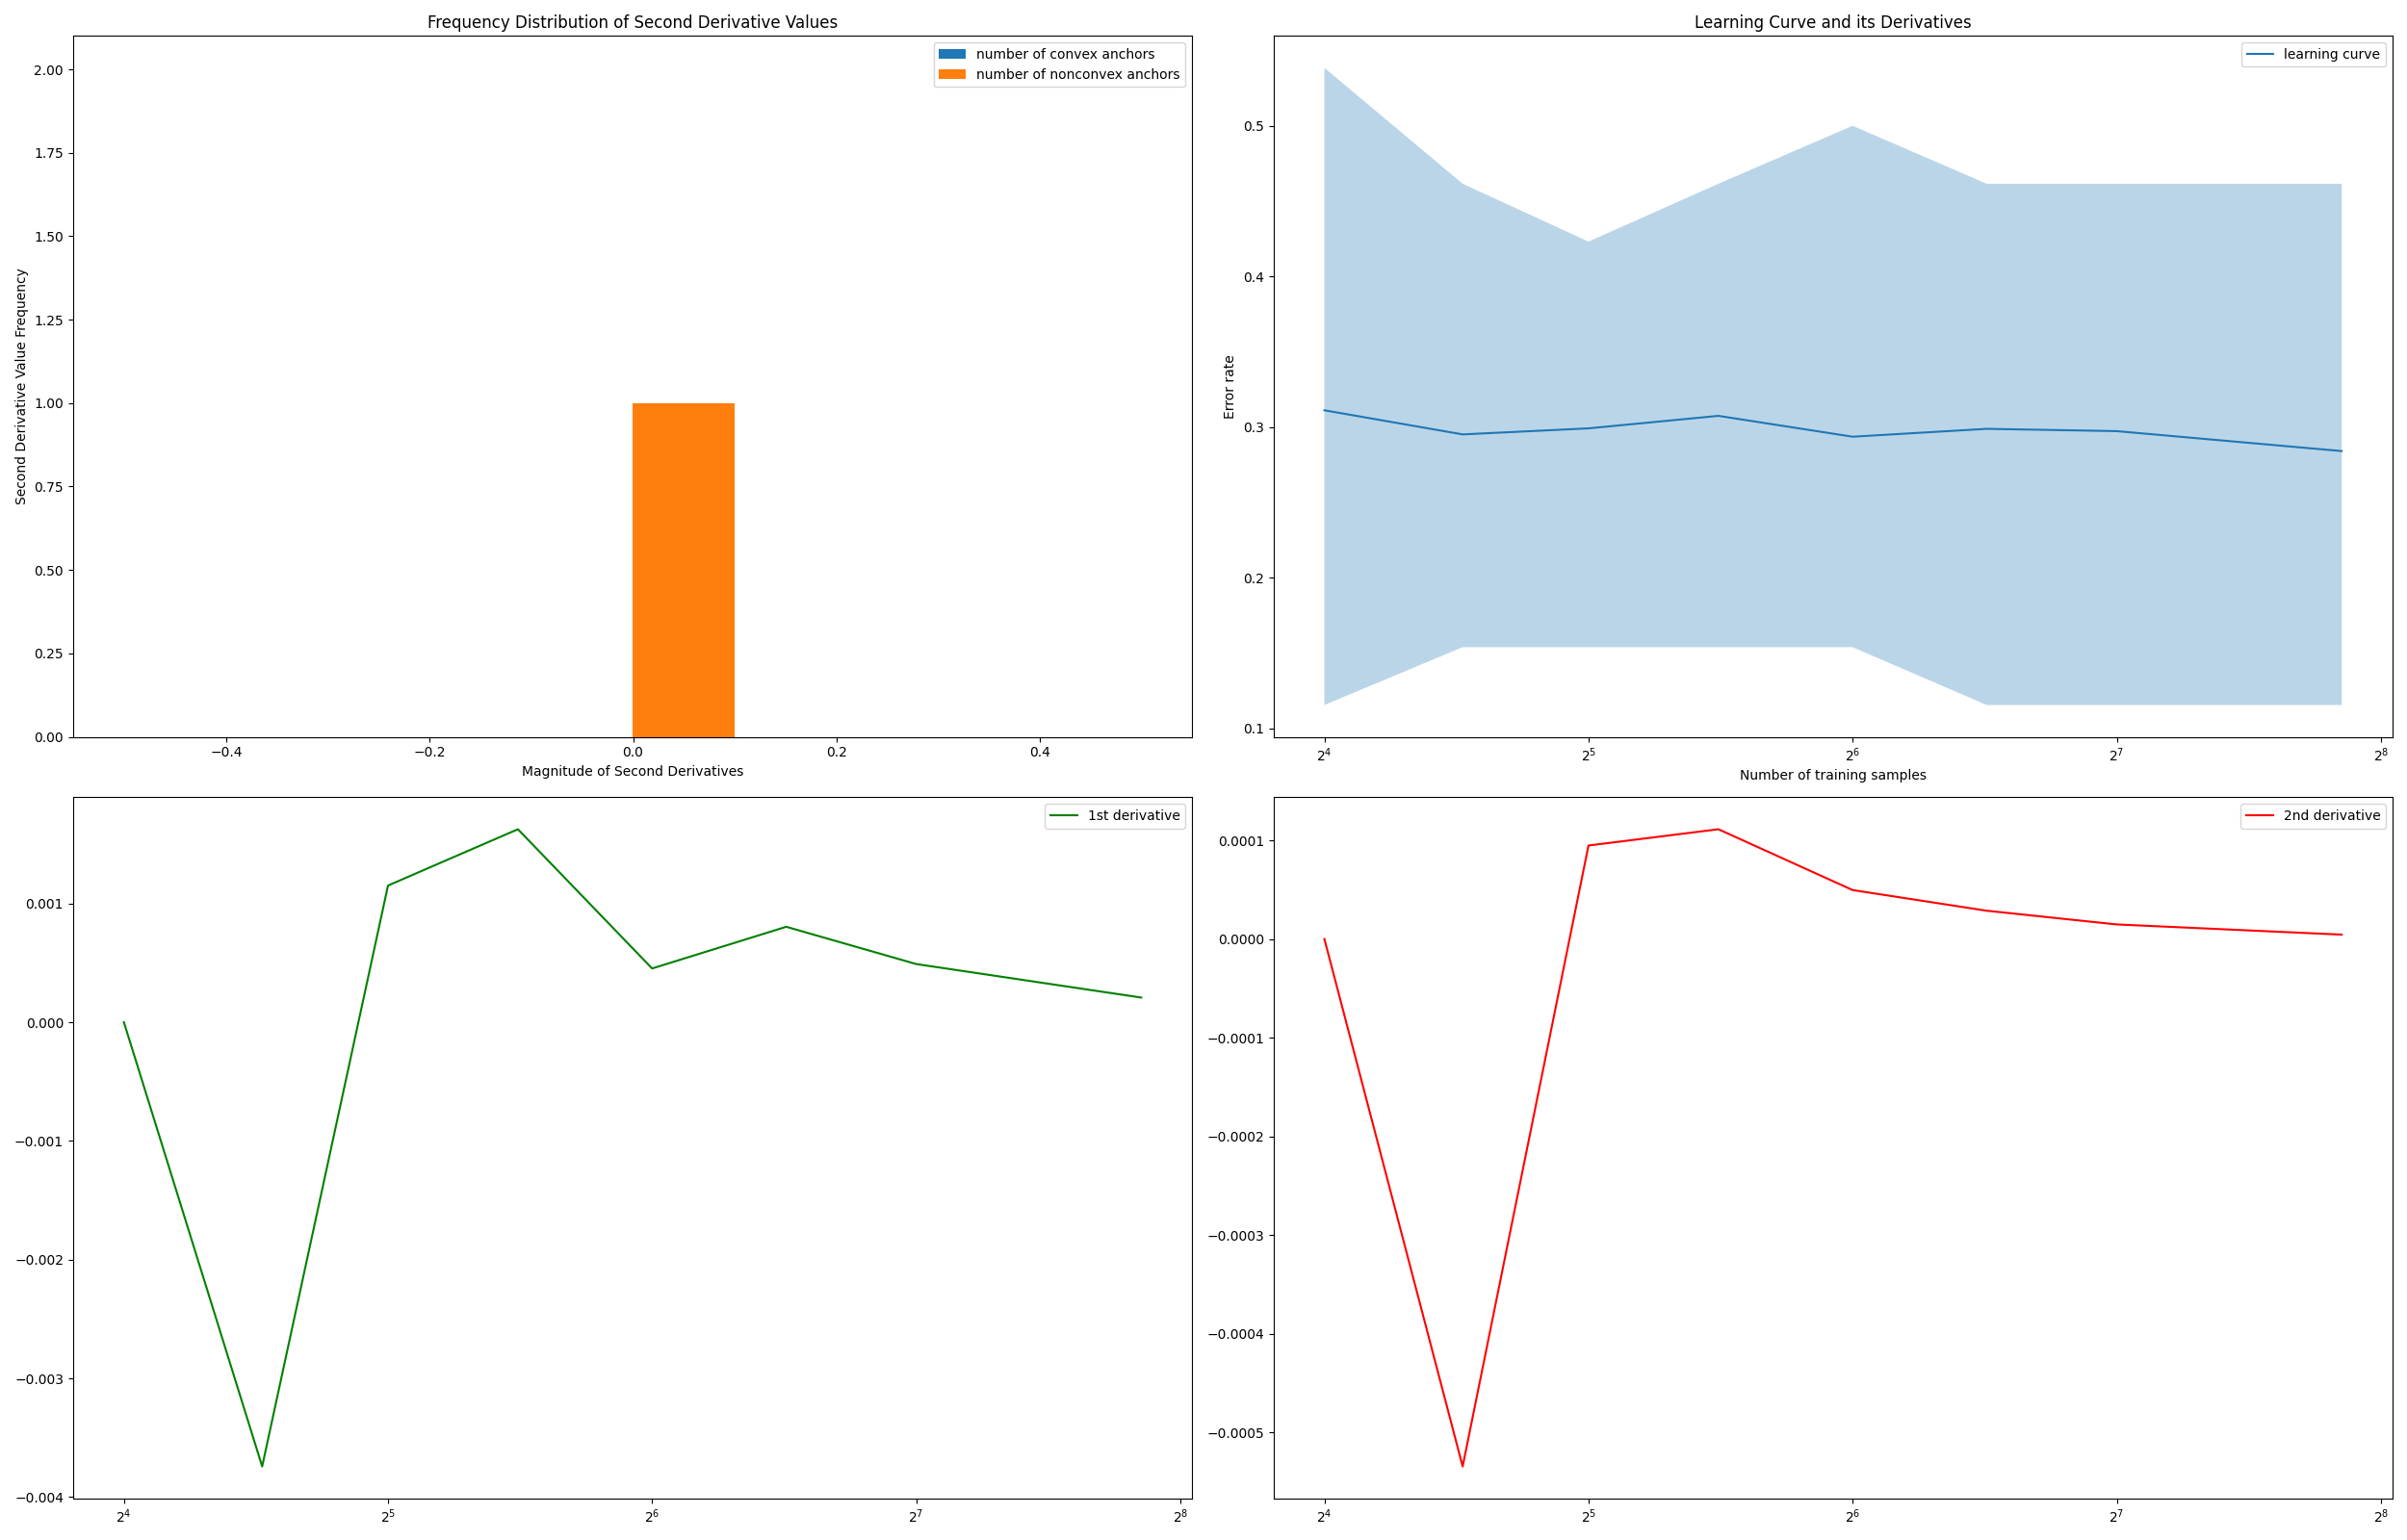 Frequency Distribution of Second Derivative Values
number of convex anchors
number of nonconvex anchors
2.00
1.75
1.50
1.25
1.00
0.75
0.50
0.25
0.00
Second Derivative Value Frequency
−0.4 −0.2 0.0 0.2 0.4
Magnitude of Second Derivatives
Learning Curve and its Derivatives
learning curve
0.5
0.4
0.3
0.2
0.1
Error rate
2⁴ 2⁵ 2⁶ 2⁷ 2⁸
Number of training samples
1st derivative
0.001
0.000
−0.001
−0.002
−0.003
−0.004
2⁴ 2⁵ 2⁶ 2⁷ 2⁸
2nd derivative
0.0001
0.0000
−0.0001
−0.0002
−0.0003
−0.0004
−0.0005
2⁴ 2⁵ 2⁶ 2⁷ 2⁸